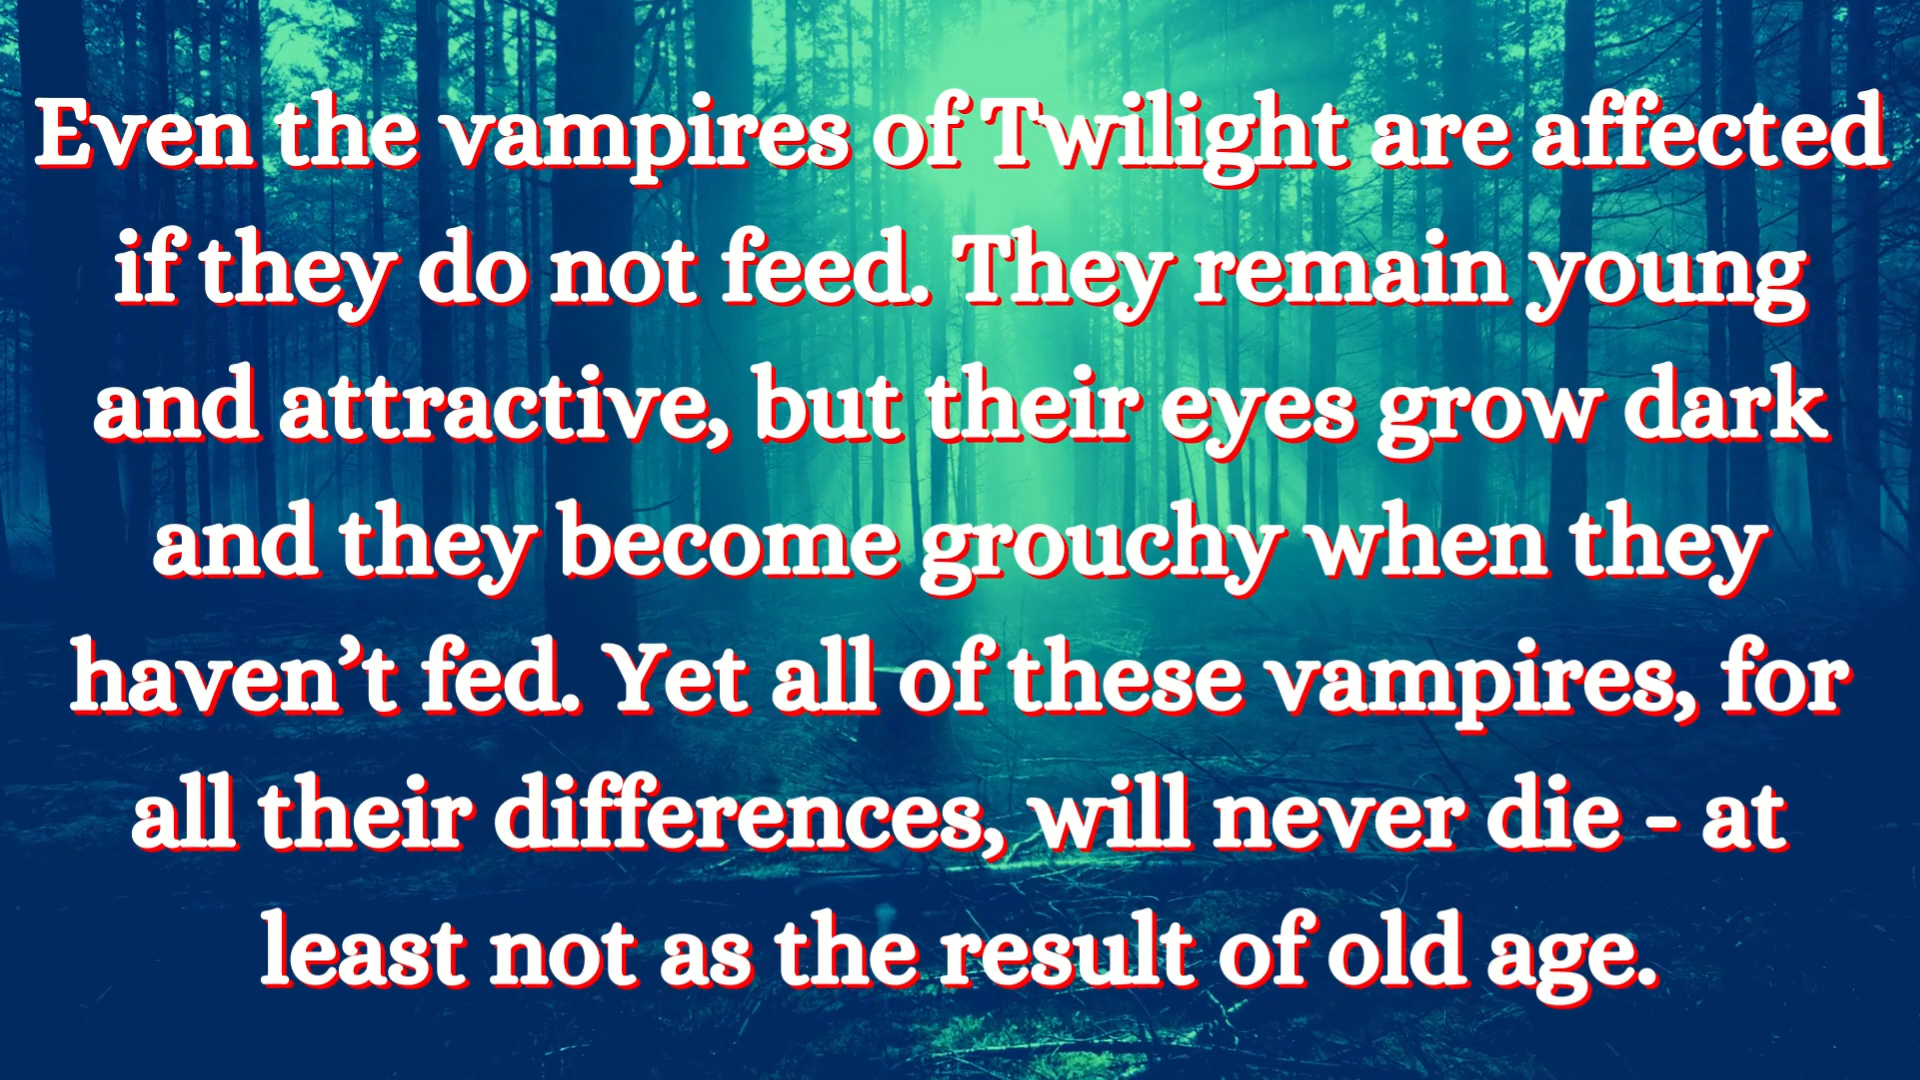 Even the vampires of Twilight are affected
if they do not feed. They remain young
and attractive, but their eyes grow dark
and they become grouchy when they
haven’t fed. Yet all of these vampires, for
all their differences, will never die - at
least not as the result of old age.